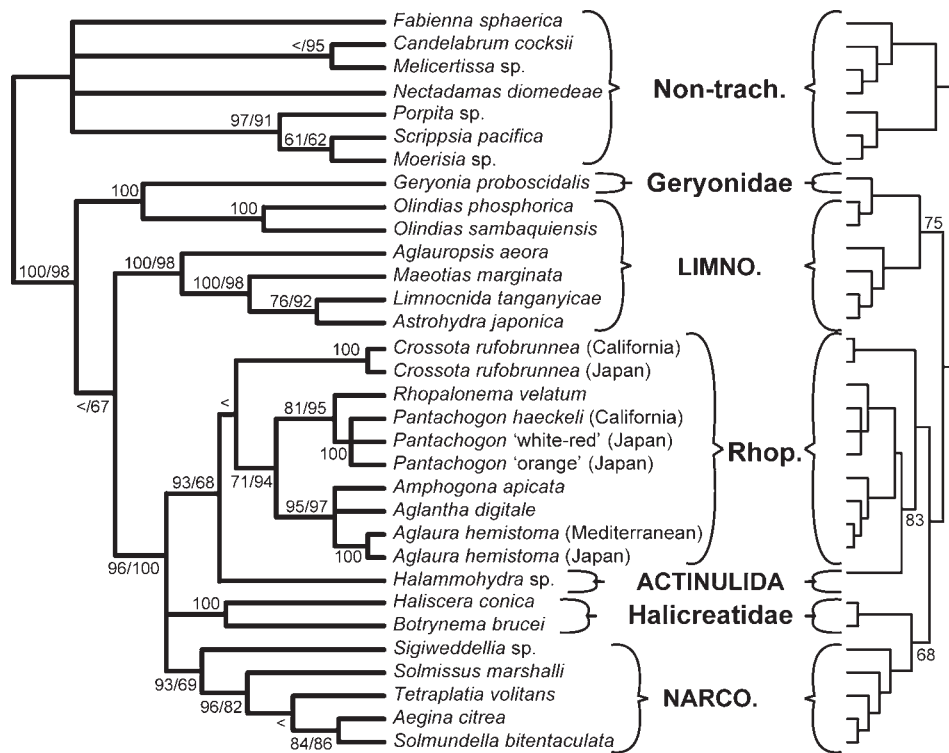 Fabienna sphaerica
</95
Candelabrum cocksii
Melicertissa sp.
Non-trach.
Nectadamas diomedeae
97/91
Porpita sp.
61/62
Scrippsia pacifica
Moerisia sp.
Geryonia proboscidalis
Geryonidae
100
100
Olindias phosphorica
Olindias sambaquiensis
75
100/98
100/98
Aglauropsis aeora
LIMNO.
100/98
Maeotias marginata
76/92
Limnocnida tanganyicae
Astrohydra japonica
100
Crossota rufobrunnea (California)
Crossota rufobrunnea (Japan)
</67
<
81/95
Rhopalonema velatum
Pantachogon haeckeli (California)
Pantachogon 'white-red' (Japan)
Rhop.
100
Pantachogon 'orange' (Japan)
93/68
71/94
Amphogona apicata
95/97
Aglantha digitale
83
Aglaura hemistoma (Mediterranean)
100
Aglaura hemistoma (Japan)
96/100
Halammohydra sp.
ACTINULIDA
100
Haliscera conica
Halicreatidae
Botrynema brucei
Sigiweddellia sp.
68
93/69
Solmissus marshalli
96/82
Tetraplatia volitans
NARCO.
<
Aegina citrea
84/86
Solmundella bitentaculata